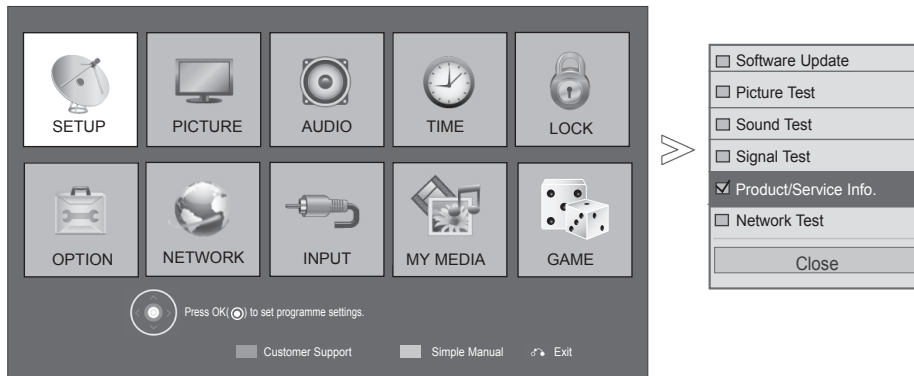 SETUP PICTURE AUDIO TIME LOCK
OPTION NETWORK INPUT MY MEDIA GAME
Press OK( ) to set programme settings.
Customer Support Simple Manual Exit
Software Update
Picture Test
Sound Test
Signal Test
Product/Service Info.
Network Test
Close